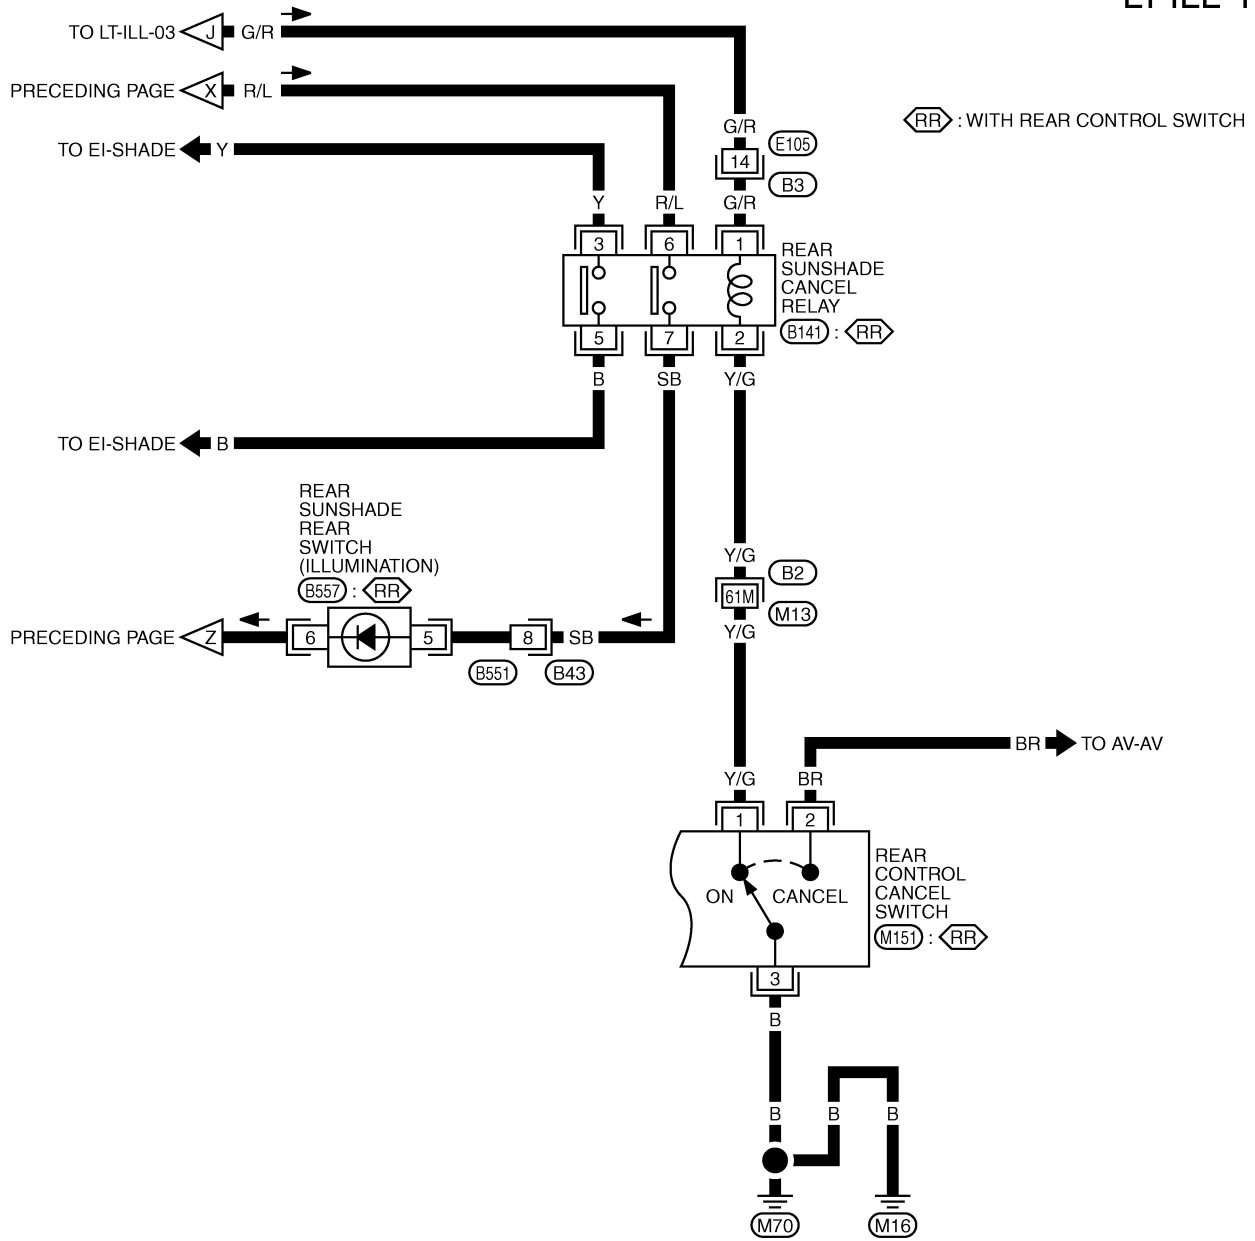 TO LT-ILL-03 J G/R
PRECEDING PAGE X R/L
TO EI-SHADE Y
RR : WITH REAR CONTROL SWITCH
G/R
E105
14
B3
Y R/L G/R
3 6 1
REAR
SUNSHADE
CANCEL
RELAY
B141 : RR
5 7 2
B SB Y/G
TO EI-SHADE B
REAR
SUNSHADE
REAR
SWITCH
(ILLUMINATION)
B557 : RR
PRECEDING PAGE Z 6 5 8 SB
B551 B43
Y/G
B2
61M
M13
Y/G
BR TO AV-AV
Y/G BR
1 2
ON CANCEL
REAR
CONTROL
CANCEL
SWITCH
M151 : RR
3
B
B B B
M70 M16